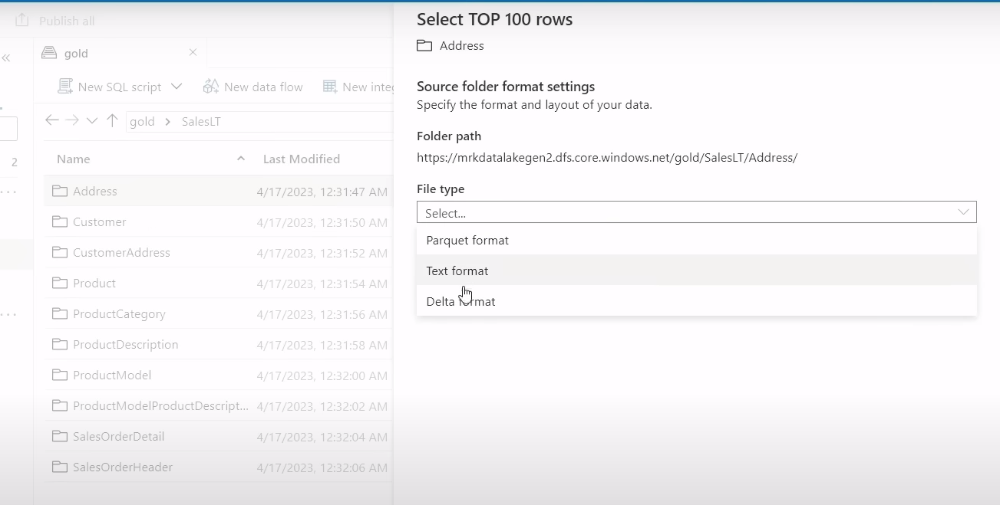 Publish all
gold
New SQL script
New data flow
New integ
gold > SalesLT
Name
Last Modified
2
Address 4/17/2023, 12:31:47 AM
Customer 4/17/2023, 12:31:50 AM
CustomerAddress 4/17/2023, 12:31:52 AM
Product 4/17/2023, 12:31:54 AM
ProductCategory 4/17/2023, 12:31:56 AM
ProductDescription 4/17/2023, 12:31:58 AM
ProductModel 4/17/2023, 12:32:00 AM
ProductModelProductDescript... 4/17/2023, 12:32:02 AM
SalesOrderDetail 4/17/2023, 12:32:04 AM
SalesOrderHeader 4/17/2023, 12:32:06 AM
Select TOP 100 rows
Address
Source folder format settings
Specify the format and layout of your data.
Folder path
https://mrkdatalakegen2.dfs.core.windows.net/gold/SalesLT/Address/
File type
Select...
Parquet format
Text format
Delta format